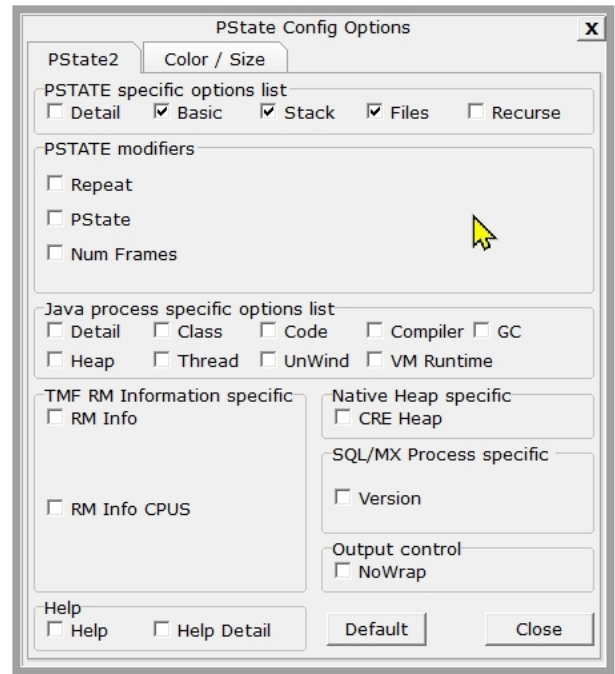 PState Config Options X
PState2 Color / Size
PSTATE specific options list
Detail Basic Stack Files Recurse
PSTATE modifiers
Repeat
PState
Num Frames
Java process specific options list
Detail Class Code Compiler GC
Heap Thread UnWind VM Runtime
TMF RM Information specific
RM Info
RM Info CPUS
Native Heap specific
CRE Heap
SQL/MX Process specific
Version
Output control
NoWrap
Help
Help Help Detail
Default Close